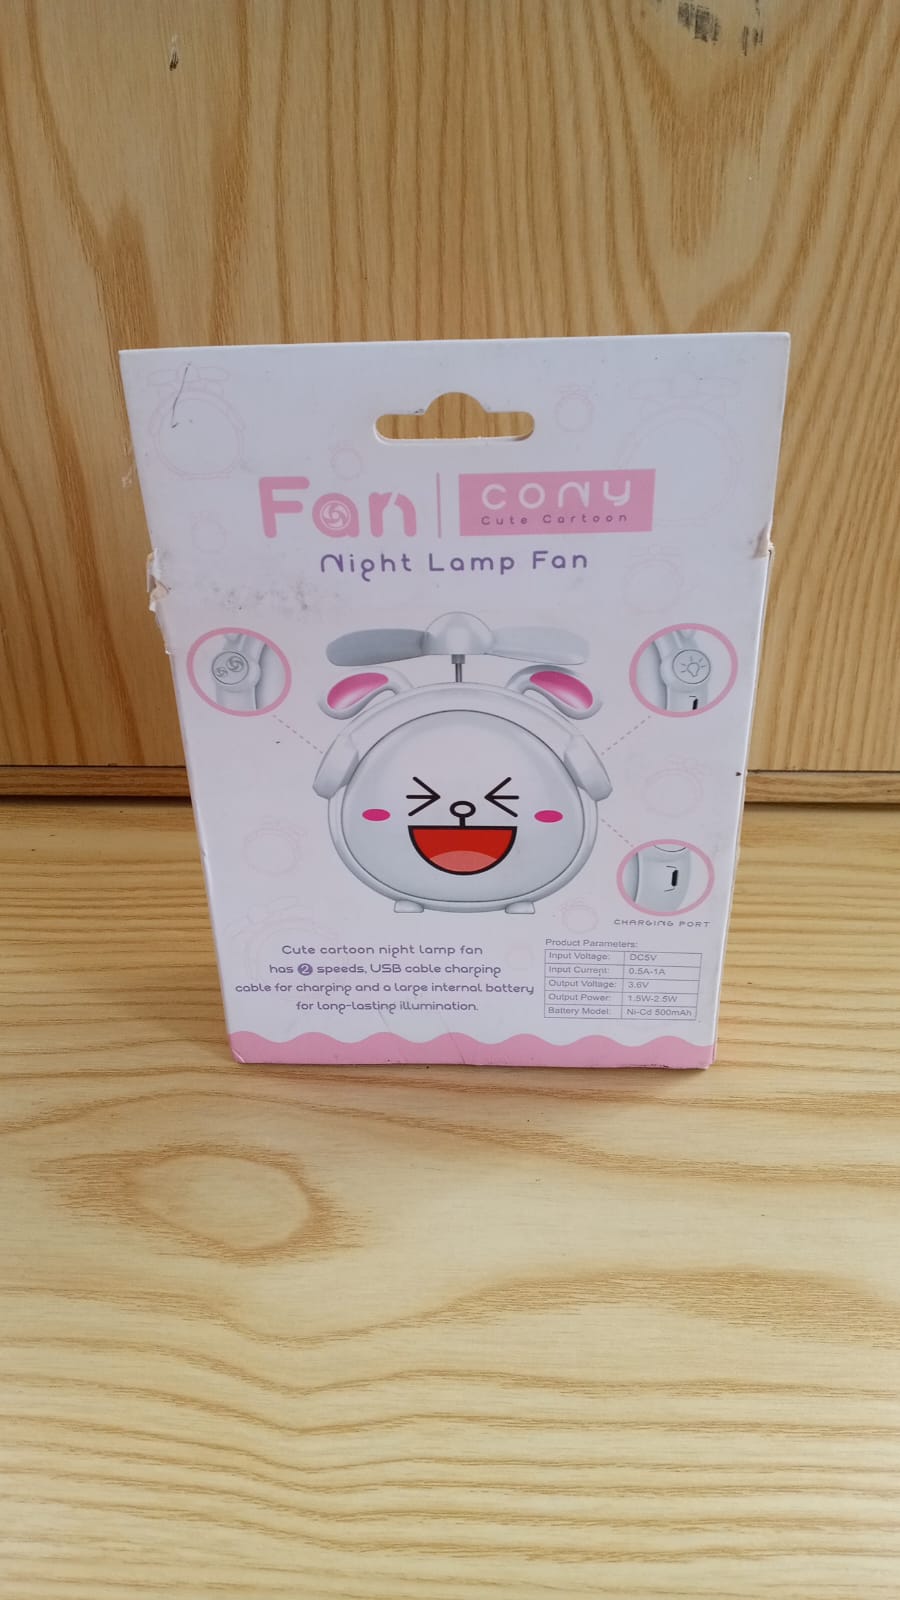 Fan
CONY
Cute Cartoon
Night Lamp Fan
CHARGING PORT
Cute cartoon night lamp fan
has 2 speeds, USB cable charging
cable for charging and a large internal battery
for long-lasting illumination.
Product Parameters:
Input Voltage: DC5V
Input Current: 0.5A-1A
Output Voltage: 3.6V
Output Power: 1.5W-2.5W
Battery Model: Ni-Cd 500mAh